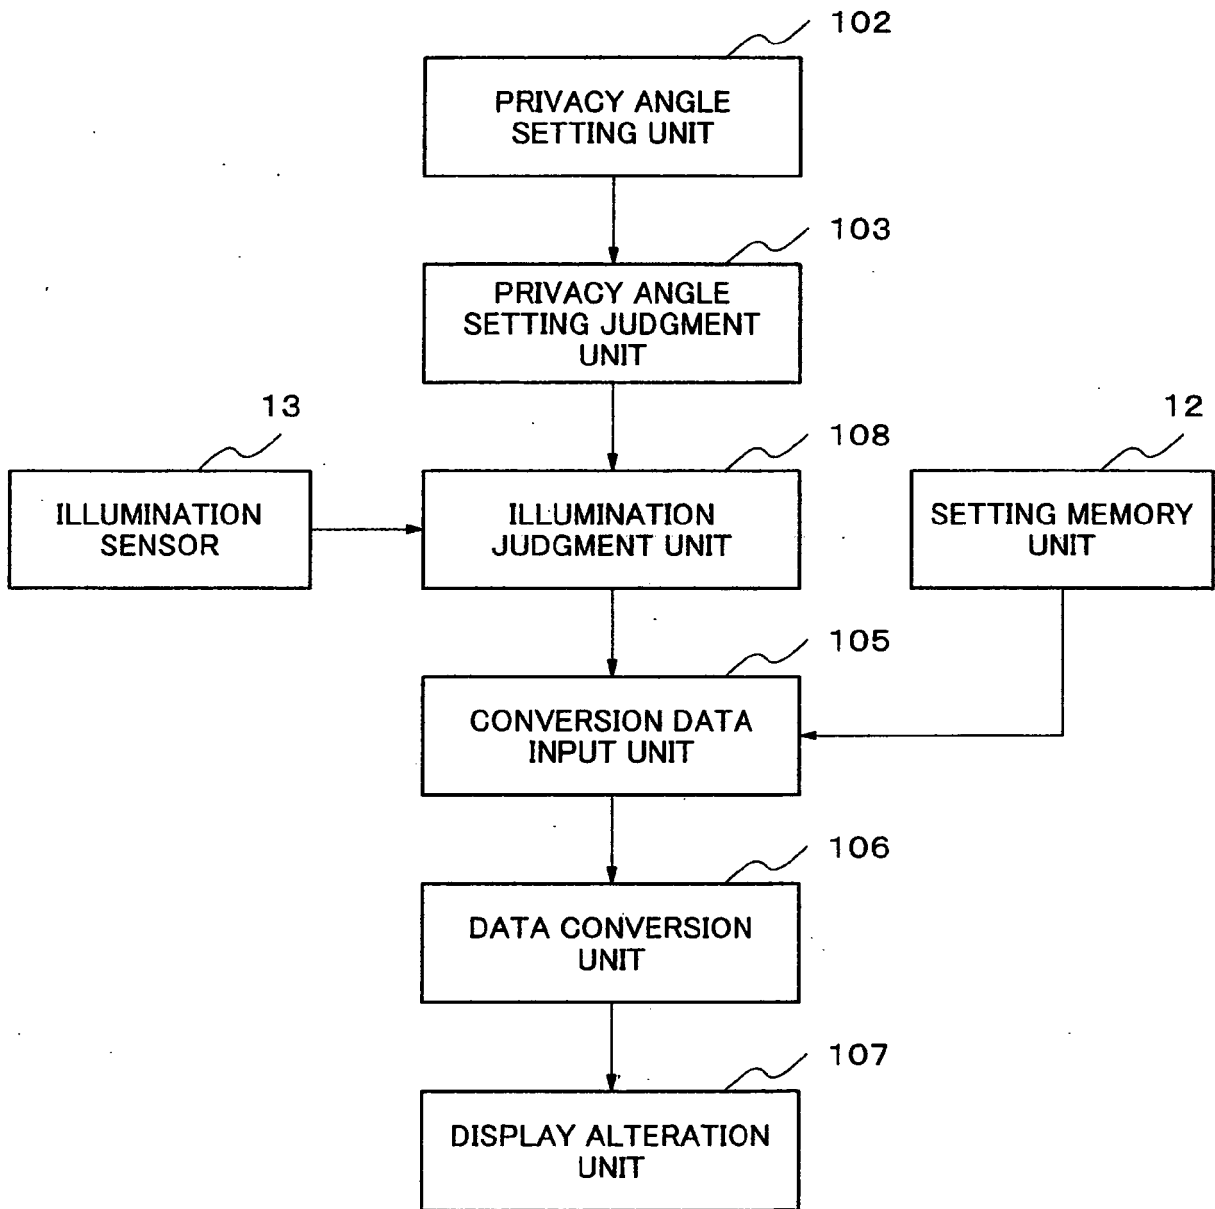 102
PRIVACY ANGLE
SETTING UNIT
103
PRIVACY ANGLE
SETTING JUDGMENT
UNIT
13
108
12
ILLUMINATION
SENSOR
ILLUMINATION
JUDGMENT UNIT
SETTING MEMORY
UNIT
105
CONVERSION DATA
INPUT UNIT
106
DATA CONVERSION
UNIT
107
DISPLAY ALTERATION
UNIT